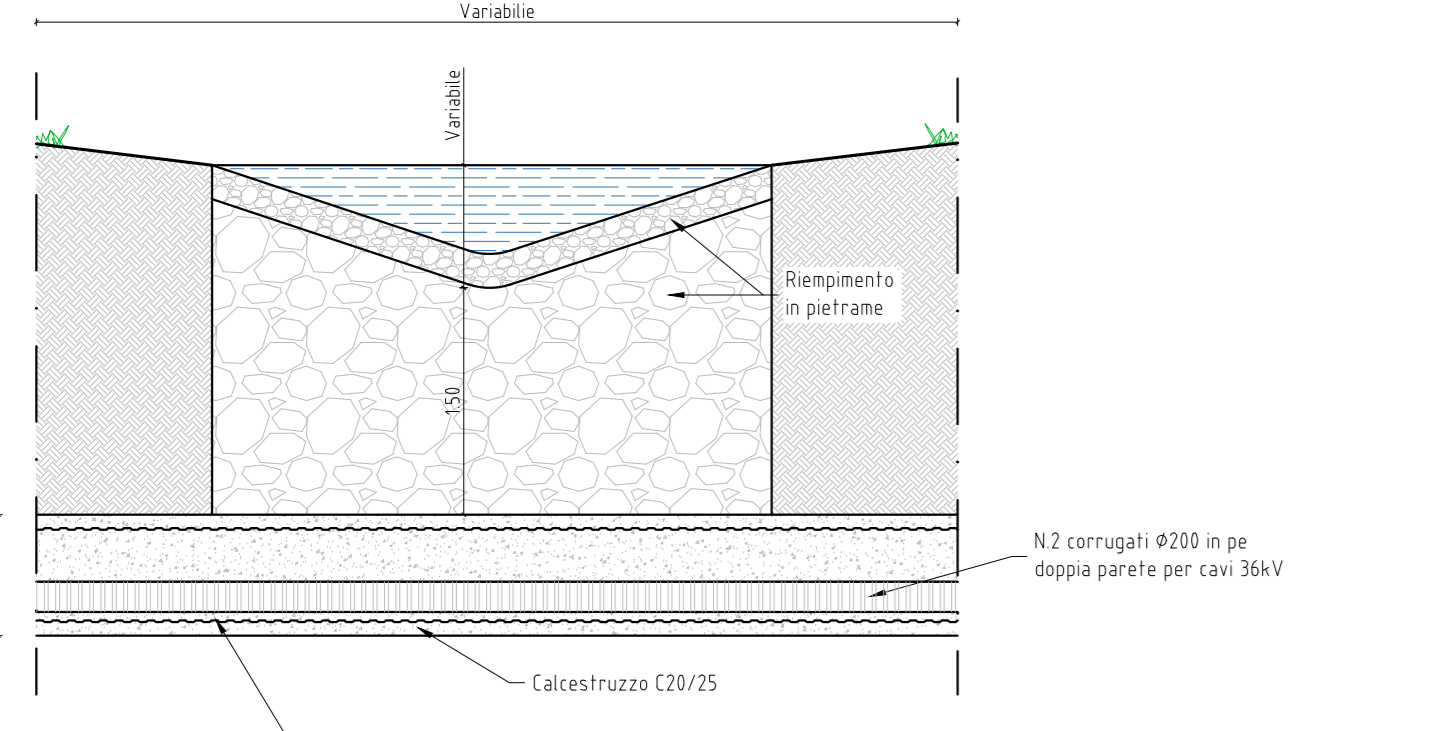 Variabilie
Variabile
Riempimento
in pietrame
1.50
N.2 corrugati Φ200 in pe
doppia parete per cavi 36kV
Calcestruzzo C20/25